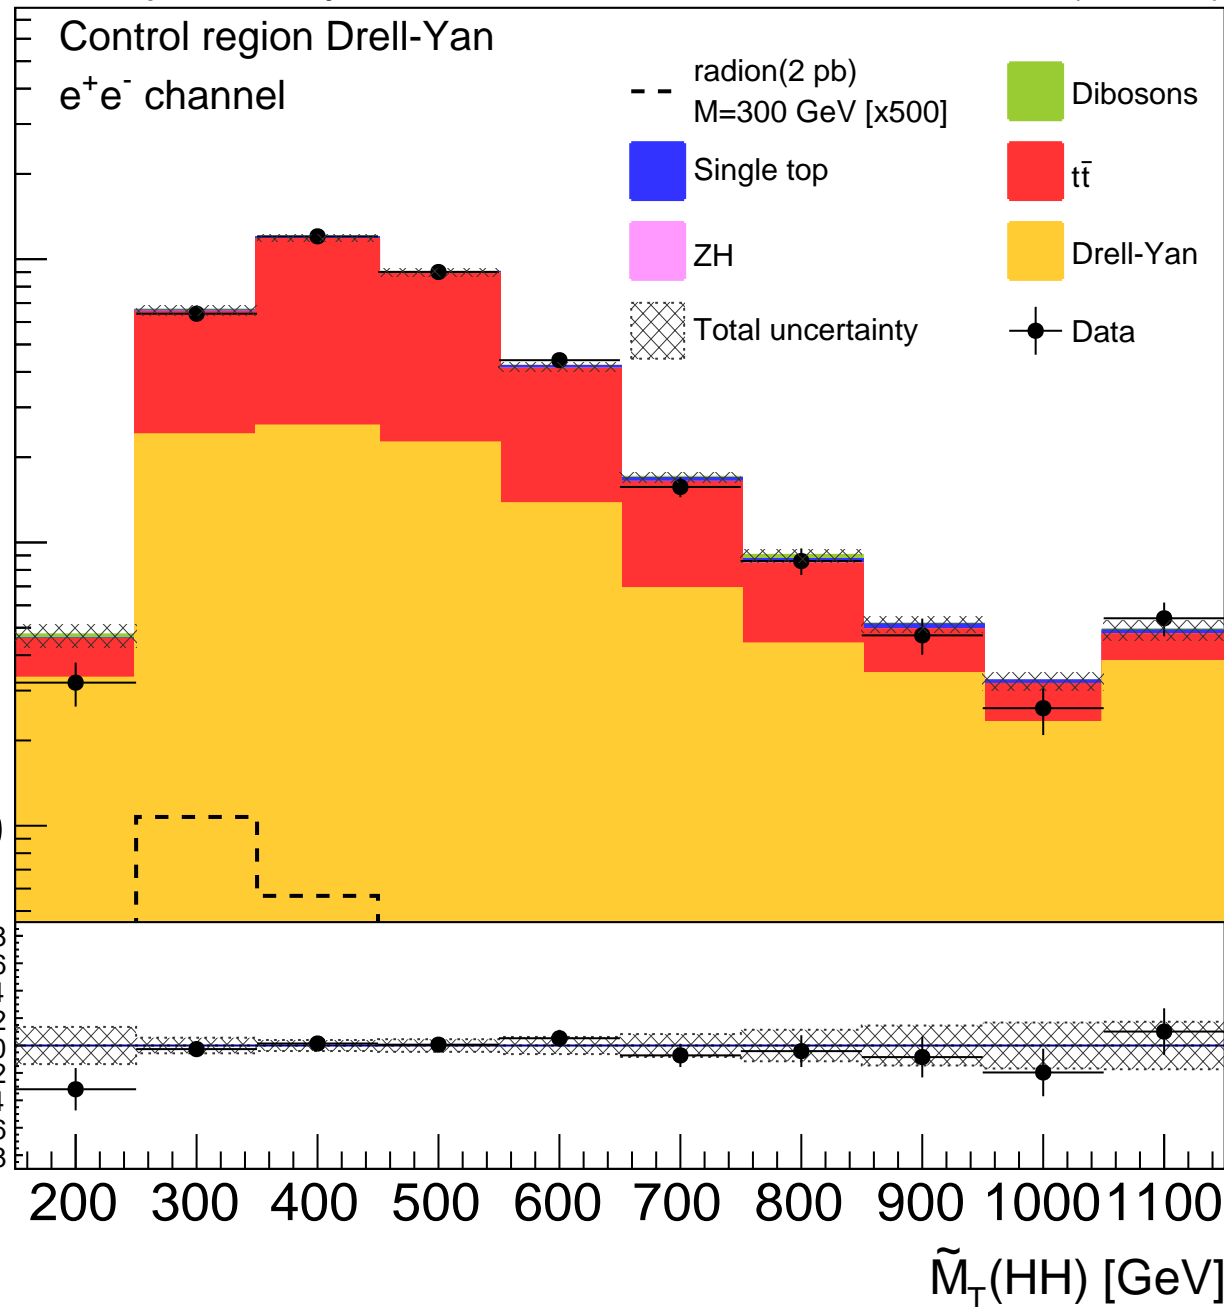 Control region Drell-Yan
e⁺e⁻ channel
radion(2 pb)
M=300 GeV [x500]
Dibosons
Single top
tt̄
ZH
Drell-Yan
Total uncertainty
Data
200 300 400 500 600 700 800 900 1000 1100
M̃_T(HH) [GeV]